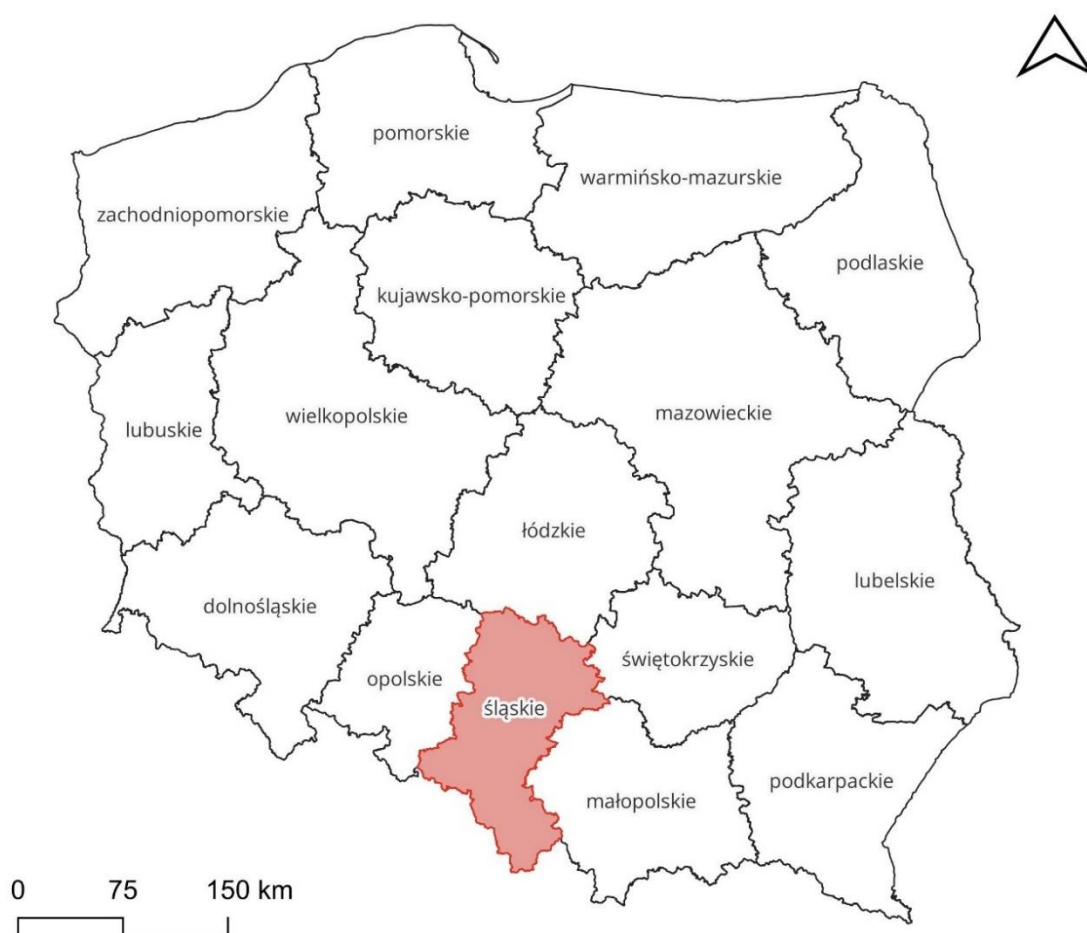 pomorskie
warmińsko-mazurskie
zachodniopomorskie
podlaskie
kujawsko-pomorskie
wielkopolskie
mazowieckie
lubuskie
łódzkie
lubelskie
dolnośląskie
świętokrzyskie
opolskie
śląskie
podkarpackie
małopolskie
0 75 150 km